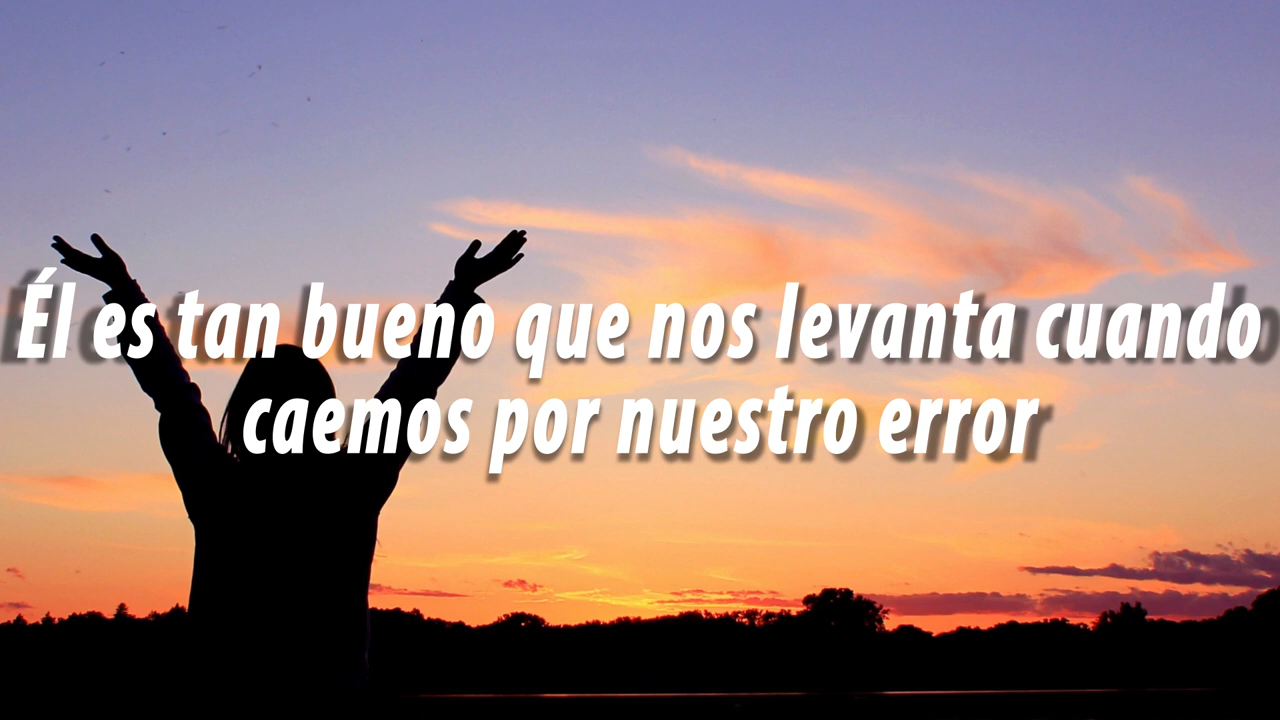 Él es tan bueno que nos levanta cuando
caemos por nuestro error